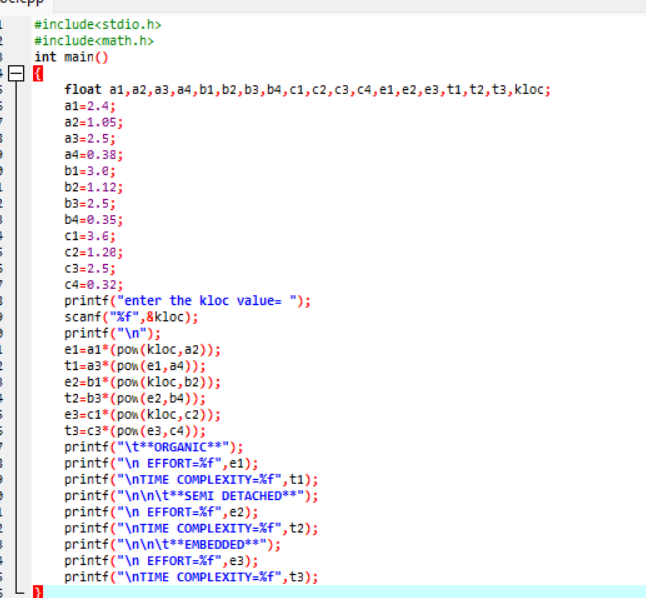 #include<stdio.h>
#include<math.h>
int main()
{
float a1,a2,a3,a4,b1,b2,b3,b4,c1,c2,c3,c4,e1,e2,e3,t1,t2,t3,kloc;
a1=2.4;
a2=1.05;
a3=2.5;
a4=0.38;
b1=3.0;
b2=1.12;
b3=2.5;
b4=0.35;
c1=3.6;
c2=1.20;
c3=2.5;
c4=0.32;
printf("enter the kloc value= ");
scanf("%f",&kloc);
printf("\n");
e1=a1*(pow(kloc,a2));
t1=a3*(pow(e1,a4));
e2=b1*(pow(kloc,b2));
t2=b3*(pow(e2,b4));
e3=c1*(pow(kloc,c2));
t3=c3*(pow(e3,c4));
printf("\t**ORGANIC**");
printf("\n EFFORT=%f",e1);
printf("\nTIME COMPLEXITY=%f",t1);
printf("\n\n\t**SEMI DETACHED**");
printf("\n EFFORT=%f",e2);
printf("\nTIME COMPLEXITY=%f",t2);
printf("\n\n\t**EMBEDDED**");
printf("\n EFFORT=%f",e3);
printf("\nTIME COMPLEXITY=%f",t3);
}